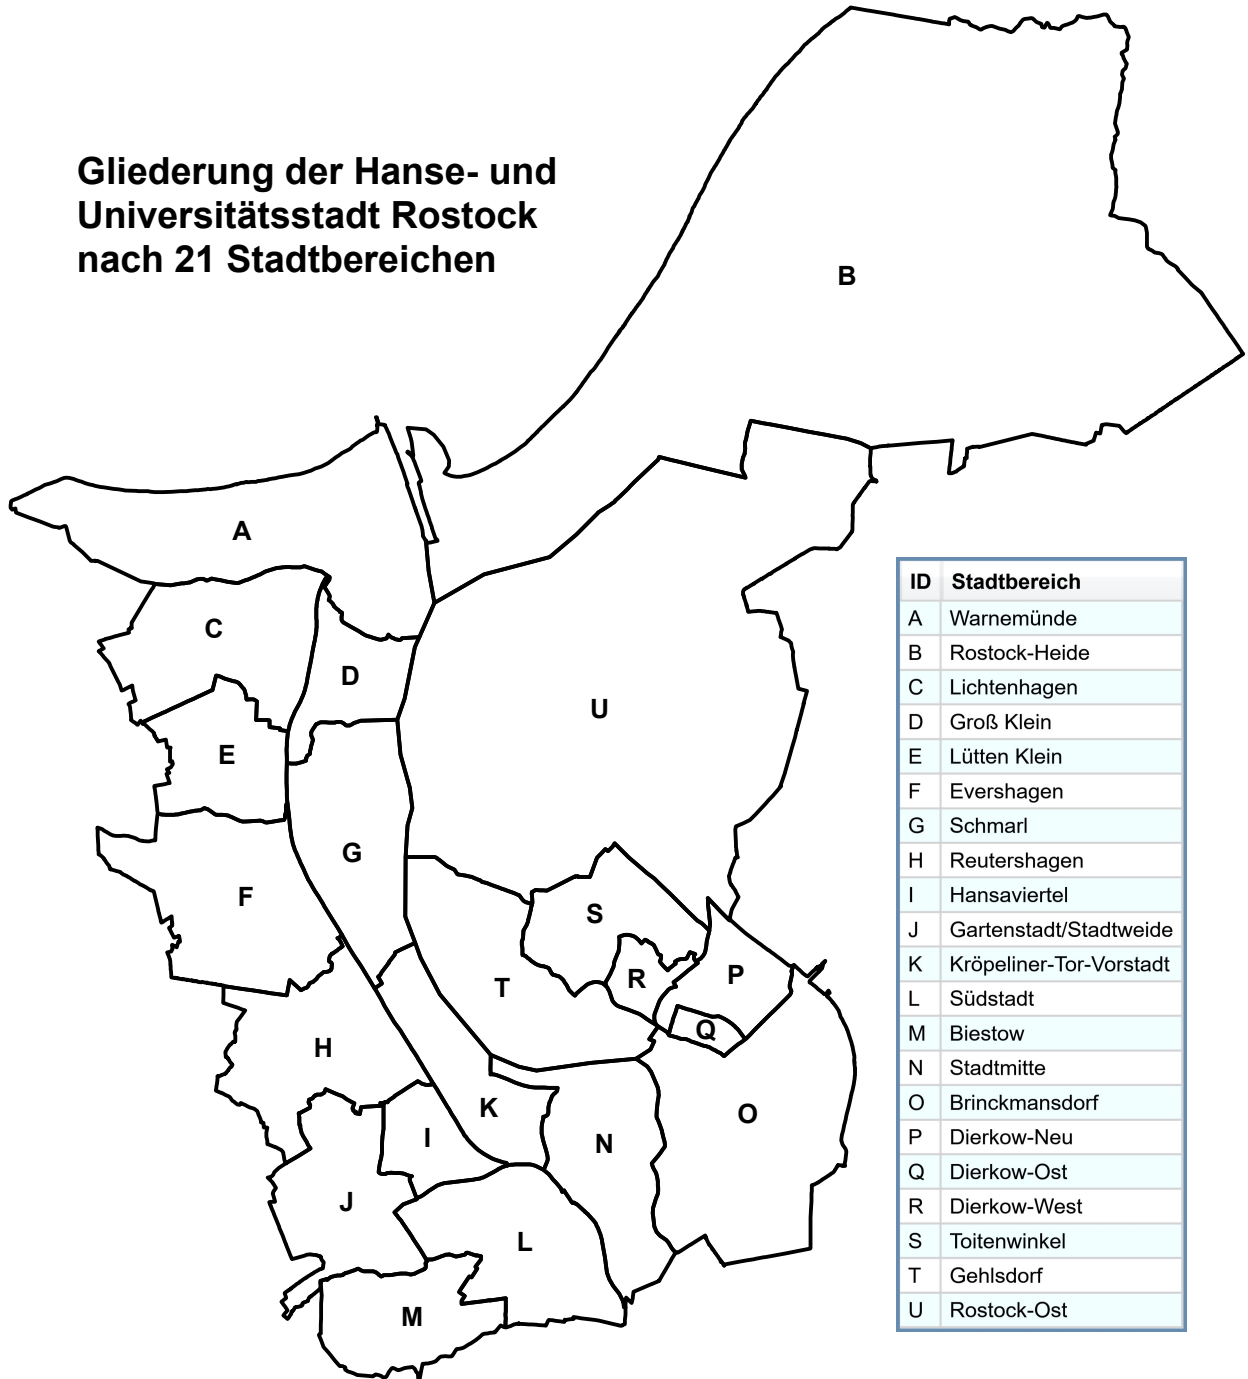 Gliederung der Hanse- und
Universitätsstadt Rostock
nach 21 Stadtbereichen
B
A
C
D
U
E
G
F
S
R
P
T
Q
H
K
O
I
N
J
L
M
ID Stadtbereich
A Warnemünde
B Rostock-Heide
C Lichtenhagen
D Groß Klein
E Lütten Klein
F Evershagen
G Schmarl
H Reutershagen
I Hansaviertel
J Gartenstadt/Stadtweide
K Kröpeliner-Tor-Vorstadt
L Südstadt
M Biestow
N Stadtmitte
O Brinckmansdorf
P Dierkow-Neu
Q Dierkow-Ost
R Dierkow-West
S Toitenwinkel
T Gehlsdorf
U Rostock-Ost